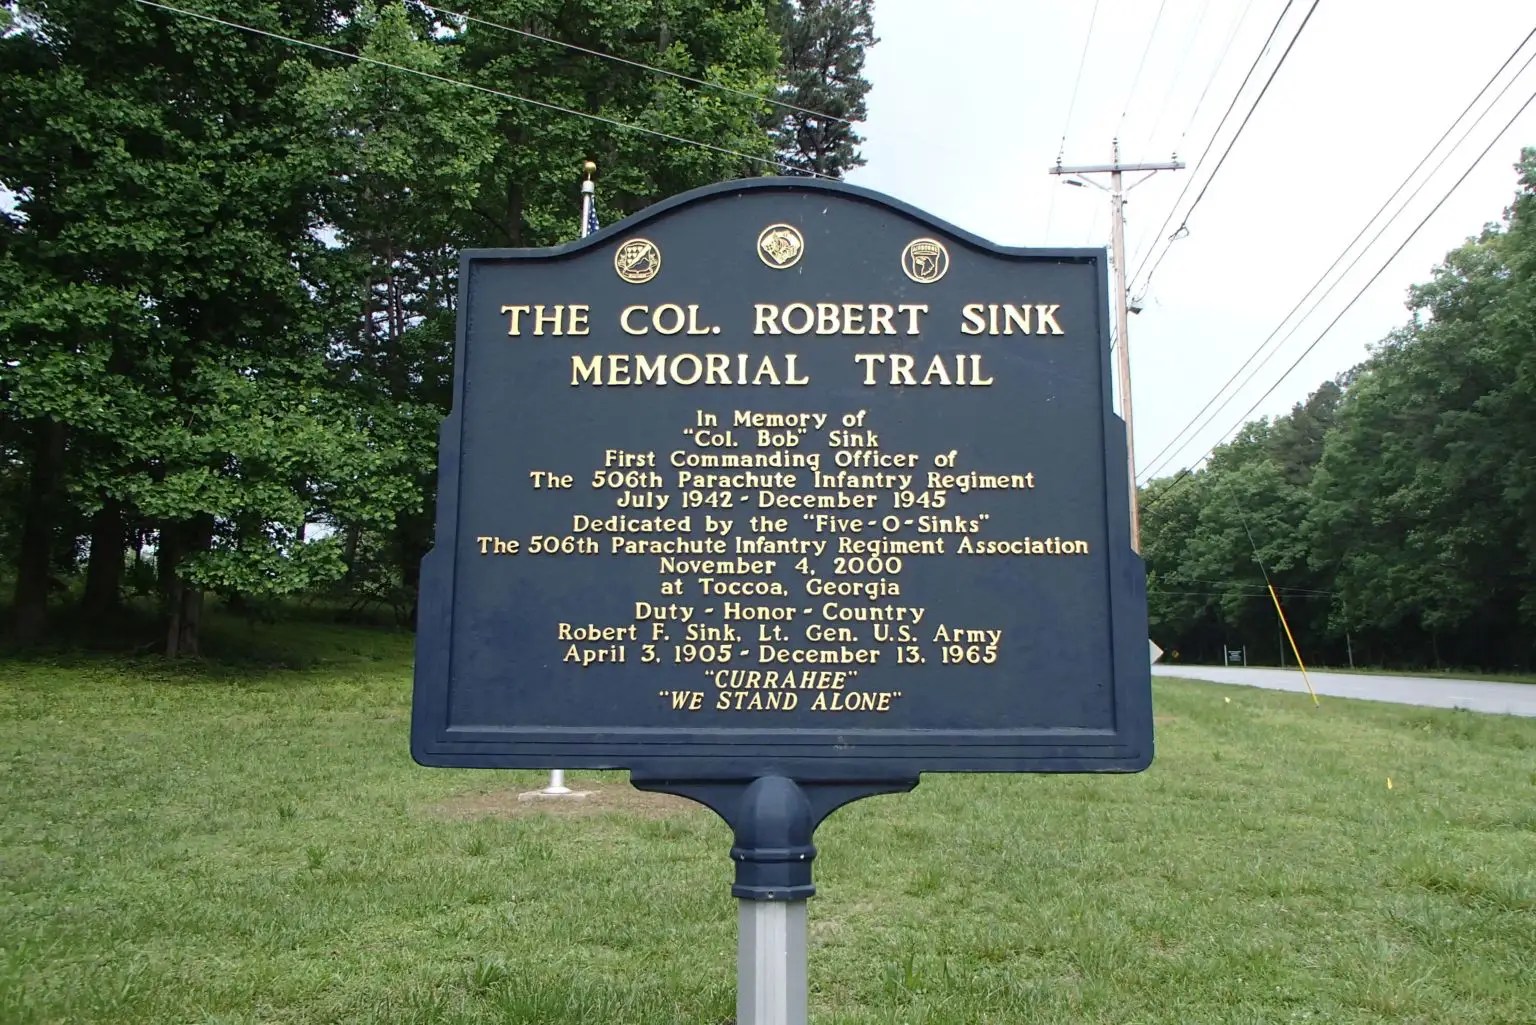 AIRBORNE
THE COL. ROBERT SINK
MEMORIAL TRAIL
In Memory of
"Col. Bob" Sink
First Commanding Officer of
The 506th Parachute Infantry Regiment
July 1942 - December 1945
Dedicated by the "Five-O-Sinks"
The 506th Parachute Infantry Regiment Association
November 4, 2000
at Toccoa, Georgia
Duty - Honor - Country
Robert F. Sink, Lt. Gen. U.S. Army
April 3, 1905 - December 13, 1965
"CURRAHEE"
"WE STAND ALONE"